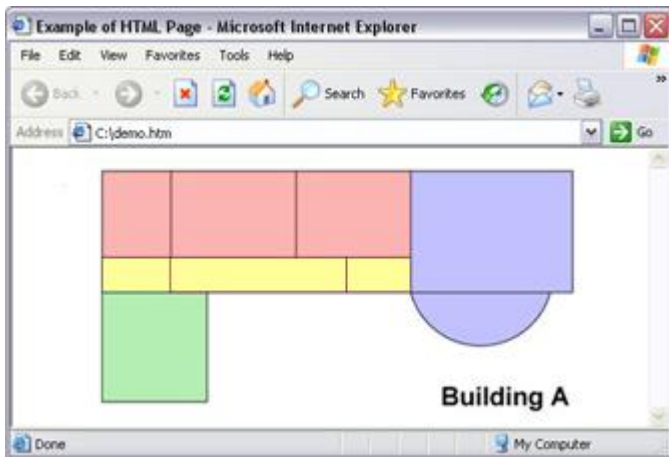 Example of HTML Page - Microsoft Internet Explorer
File Edit View Favorites Tools Help
Back Search Favorites »
Address C:\demo.htm Go
Building A
Done My Computer